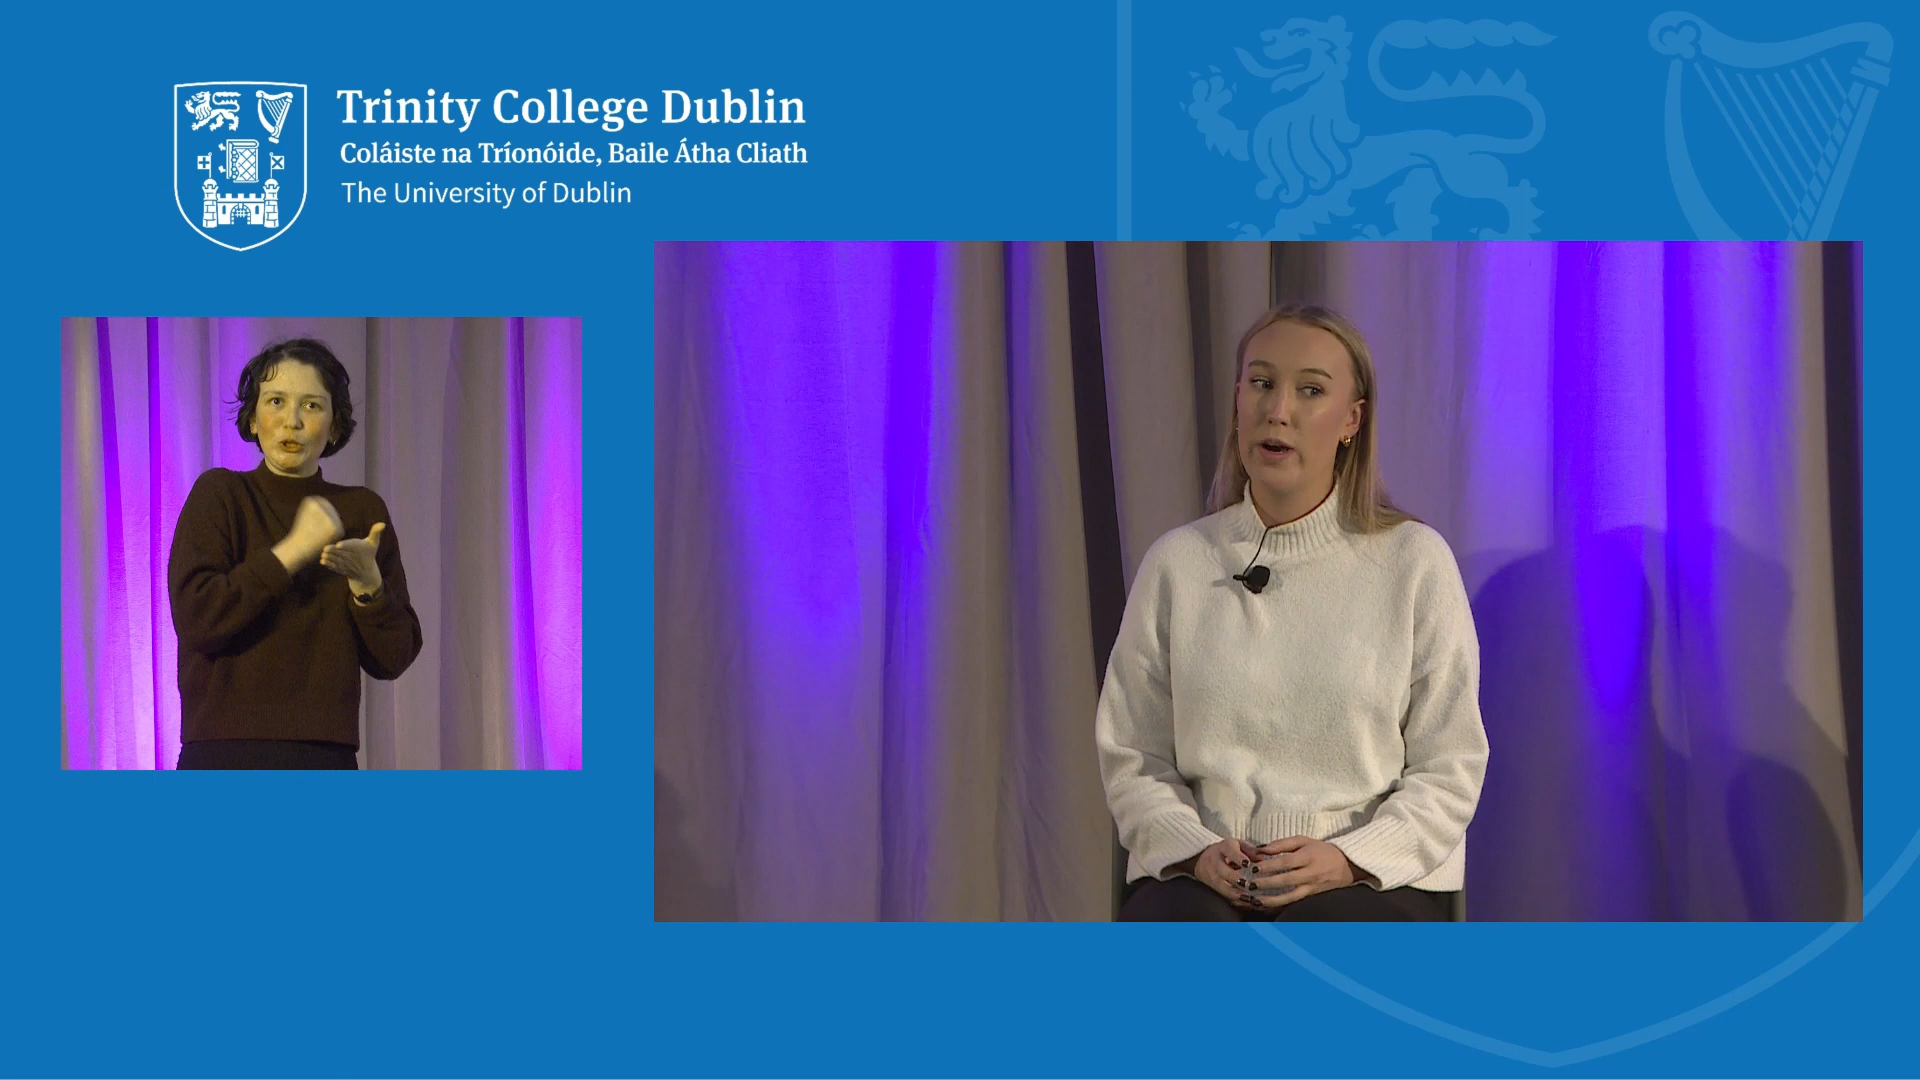 Trinity College Dublin
Coláiste na Tríonóide, Baile Átha Cliath
The University of Dublin